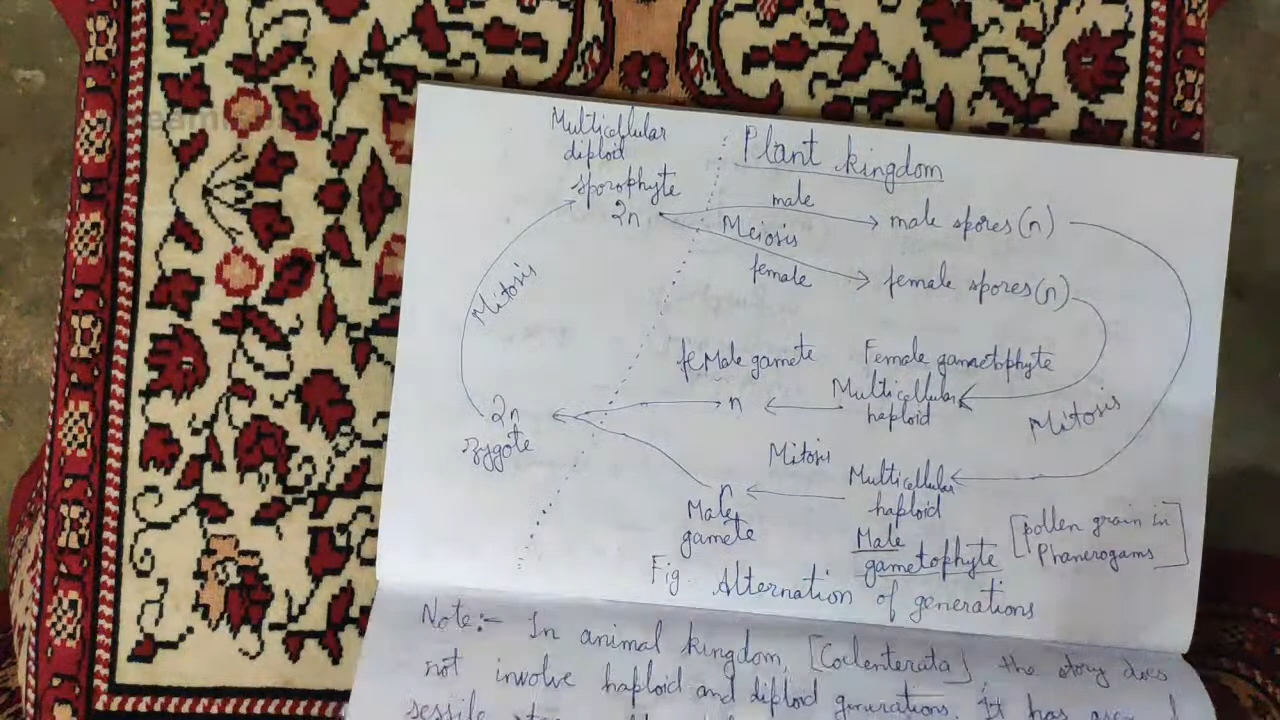 Plant kingdom
Multicellular
diploid
sporophyte
2n
male
Meiosis
female
male spores (n)
female spores (n)
Mitosis
feMale gamete
Female gamaetophyte
Multicellular
haploid
n
2n
zygote
Mitosis
Mitosis
Multicellular
haploid
n
Male
gamete
Male
gametophyte
[pollen grain in
Phanerogams]
Fig. Alternation of generations
Note:- In animal kingdom, [Coelenterata], the story does
not involve haploid and diploid generations. It has